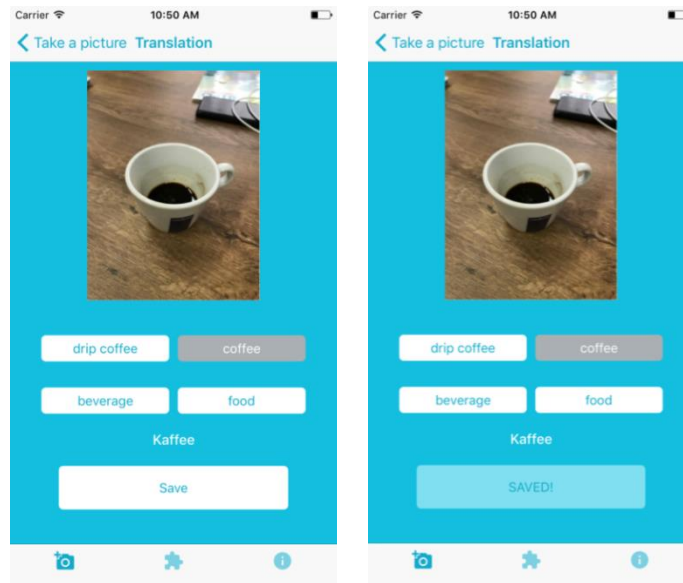 Carrier 10:50 AM
Take a picture Translation
drip coffee coffee
beverage food
Kaffee
Save
Carrier 10:50 AM
Take a picture Translation
drip coffee coffee
beverage food
Kaffee
SAVED!